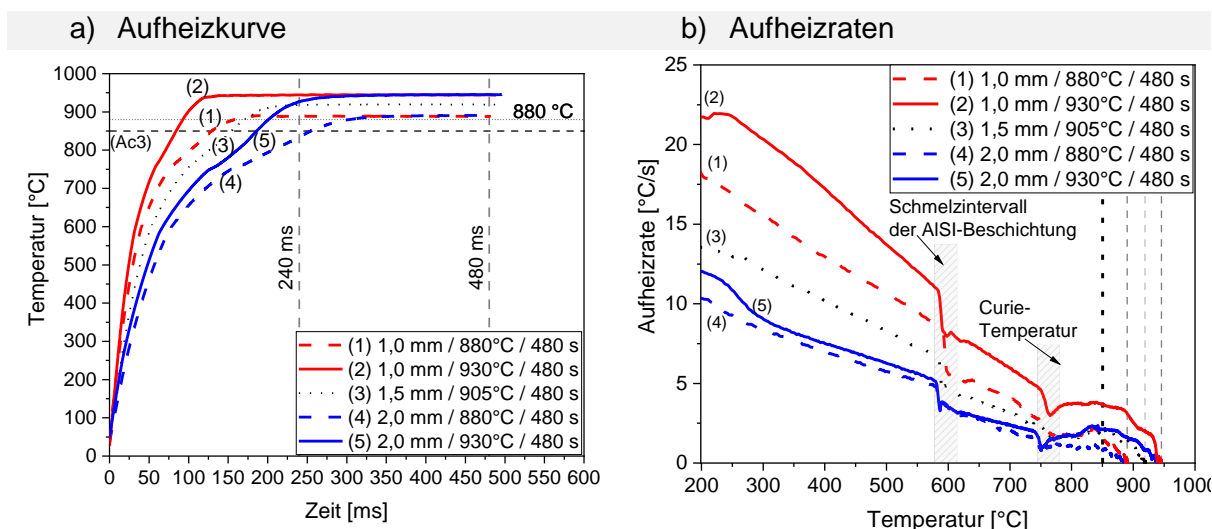 a) Aufheizkurve
1000
900
800
700
600
500
400
300
200
100
0
Temperatur [°C]
(2)
(1)
(3)
(5)
(4)
(Ac3)
880 °C
240 ms
480 ms
(1) 1,0 mm / 880°C / 480 s
(2) 1,0 mm / 930°C / 480 s
(3) 1,5 mm / 905°C / 480 s
(4) 2,0 mm / 880°C / 480 s
(5) 2,0 mm / 930°C / 480 s
0 50 100 150 200 250 300 350 400 450 500 550 600
Zeit [ms]
b) Aufheizraten
25
20
15
10
5
0
Aufheizrate [°C/s]
(2)
(1)
(3)
(5)
(4)
(1) 1,0 mm / 880°C / 480 s
(2) 1,0 mm / 930°C / 480 s
(3) 1,5 mm / 905°C / 480 s
(4) 2,0 mm / 880°C / 480 s
(5) 2,0 mm / 930°C / 480 s
Schmelzintervall
der AlSI-Beschichtung
Curie-
Temperatur
200 300 400 500 600 700 800 900 1000
Temperatur [°C]